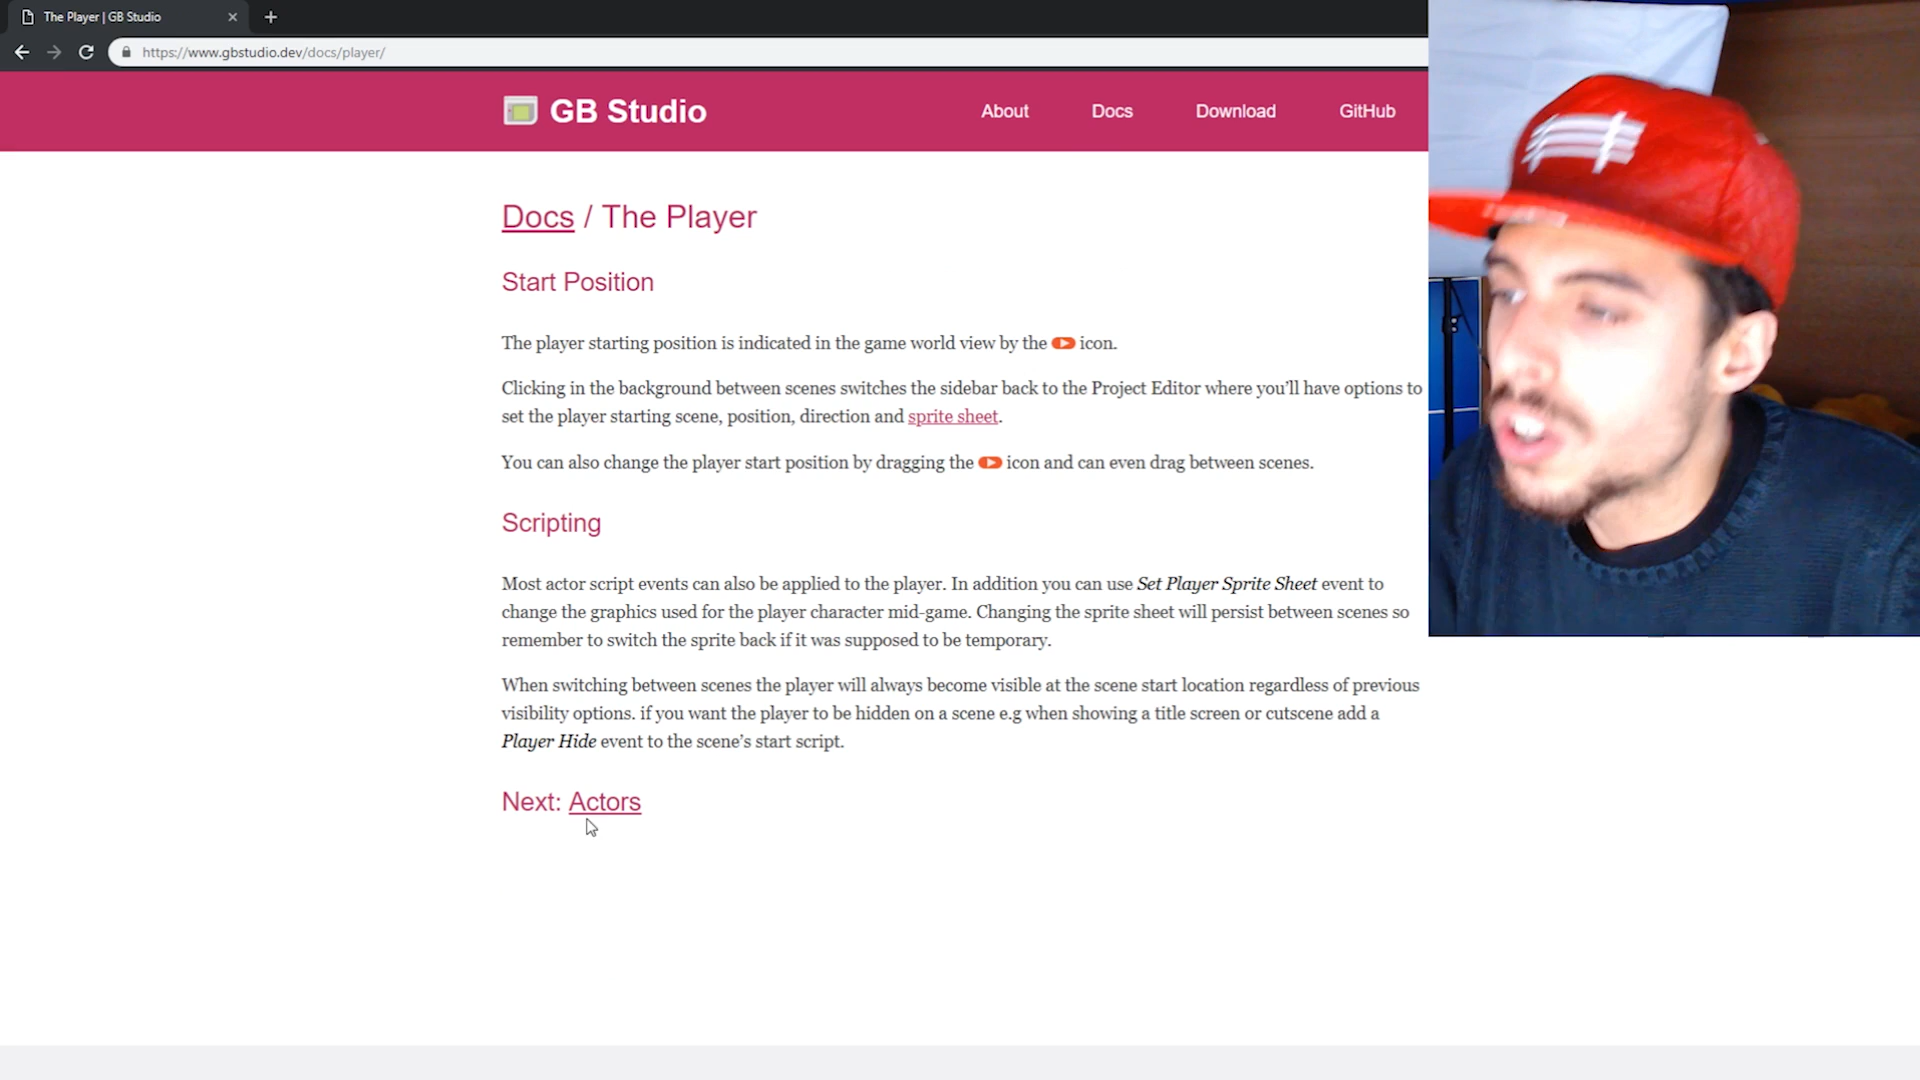 The Player | GB Studio
https://www.gbstudio.dev/docs/player/
GB Studio
About
Docs
Download
GitHub
Docs / The Player
Start Position
The player starting position is indicated in the game world view by the icon.
Clicking in the background between scenes switches the sidebar back to the Project Editor where you’ll have options to
set the player starting scene, position, direction and sprite sheet.
You can also change the player start position by dragging the icon and can even drag between scenes.
Scripting
Most actor script events can also be applied to the player. In addition you can use Set Player Sprite Sheet event to
change the graphics used for the player character mid-game. Changing the sprite sheet will persist between scenes so
remember to switch the sprite back if it was supposed to be temporary.
When switching between scenes the player will always become visible at the scene start location regardless of previous
visibility options. if you want the player to be hidden on a scene e.g when showing a title screen or cutscene add a
Player Hide event to the scene’s start script.
Next: Actors